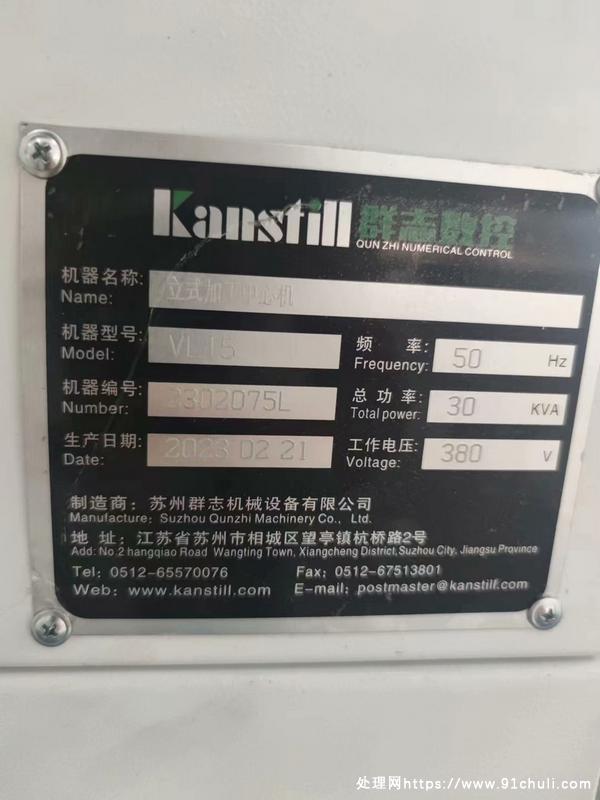 Kanstill 群志数控
QUN ZHI NUMERICAL CONTROL
机器名称: 立式加工中心机
Name:
机器型号: VL15
Model:
频 率: 50 Hz
Frequency:
机器编号: 2302075L
Number:
总功率: 30 KVA
Total power:
生产日期: 2023 02 21
Date:
工作电压: 380 V
Voltage:
制造商：苏州群志机械设备有限公司
Manufacture: Suzhou Qunzhi Machinery Co., Ltd.
地 址：江苏省苏州市相城区望亭镇杭桥路2号
Add: No.2 hangqiao Road Wangting Town, Xiangcheng District,Suzhou City, Jiangsu Province
Tel: 0512-65570076 Fax: 0512-67513801
Web: www.kanstill.com E-mail: postmaster@kanstill.com
处理网https://www.91chuli.com